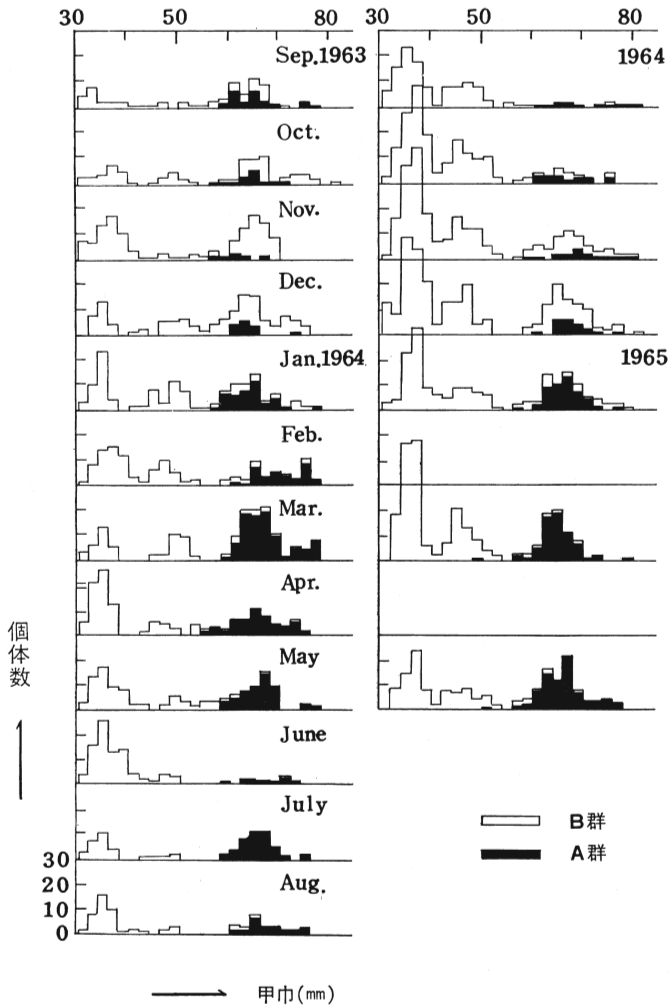 30 50 80
30 50 80
Sep.1963
1964
Oct.
Nov.
Dec.
Jan.1964
1965
Feb.
Mar.
Apr.
May
June
July
Aug.
30
20
10
0
個体数
B群
A群
甲巾(mm)